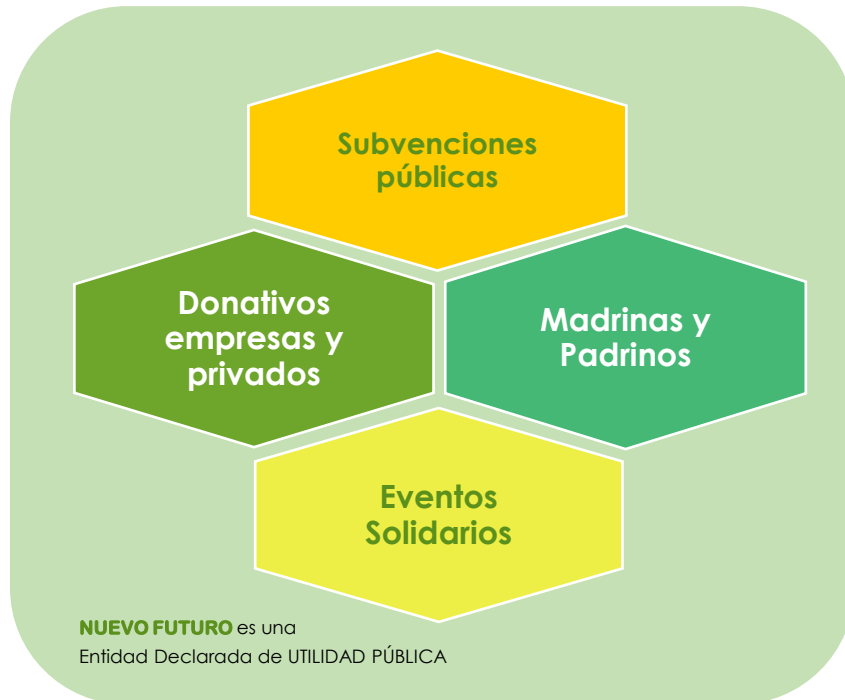 Subvenciones
públicas
Donativos
empresas y
privados
Madrinas y
Padrinos
Eventos
Solidarios
NUEVO FUTURO es una
Entidad Declarada de UTILIDAD PÚBLICA